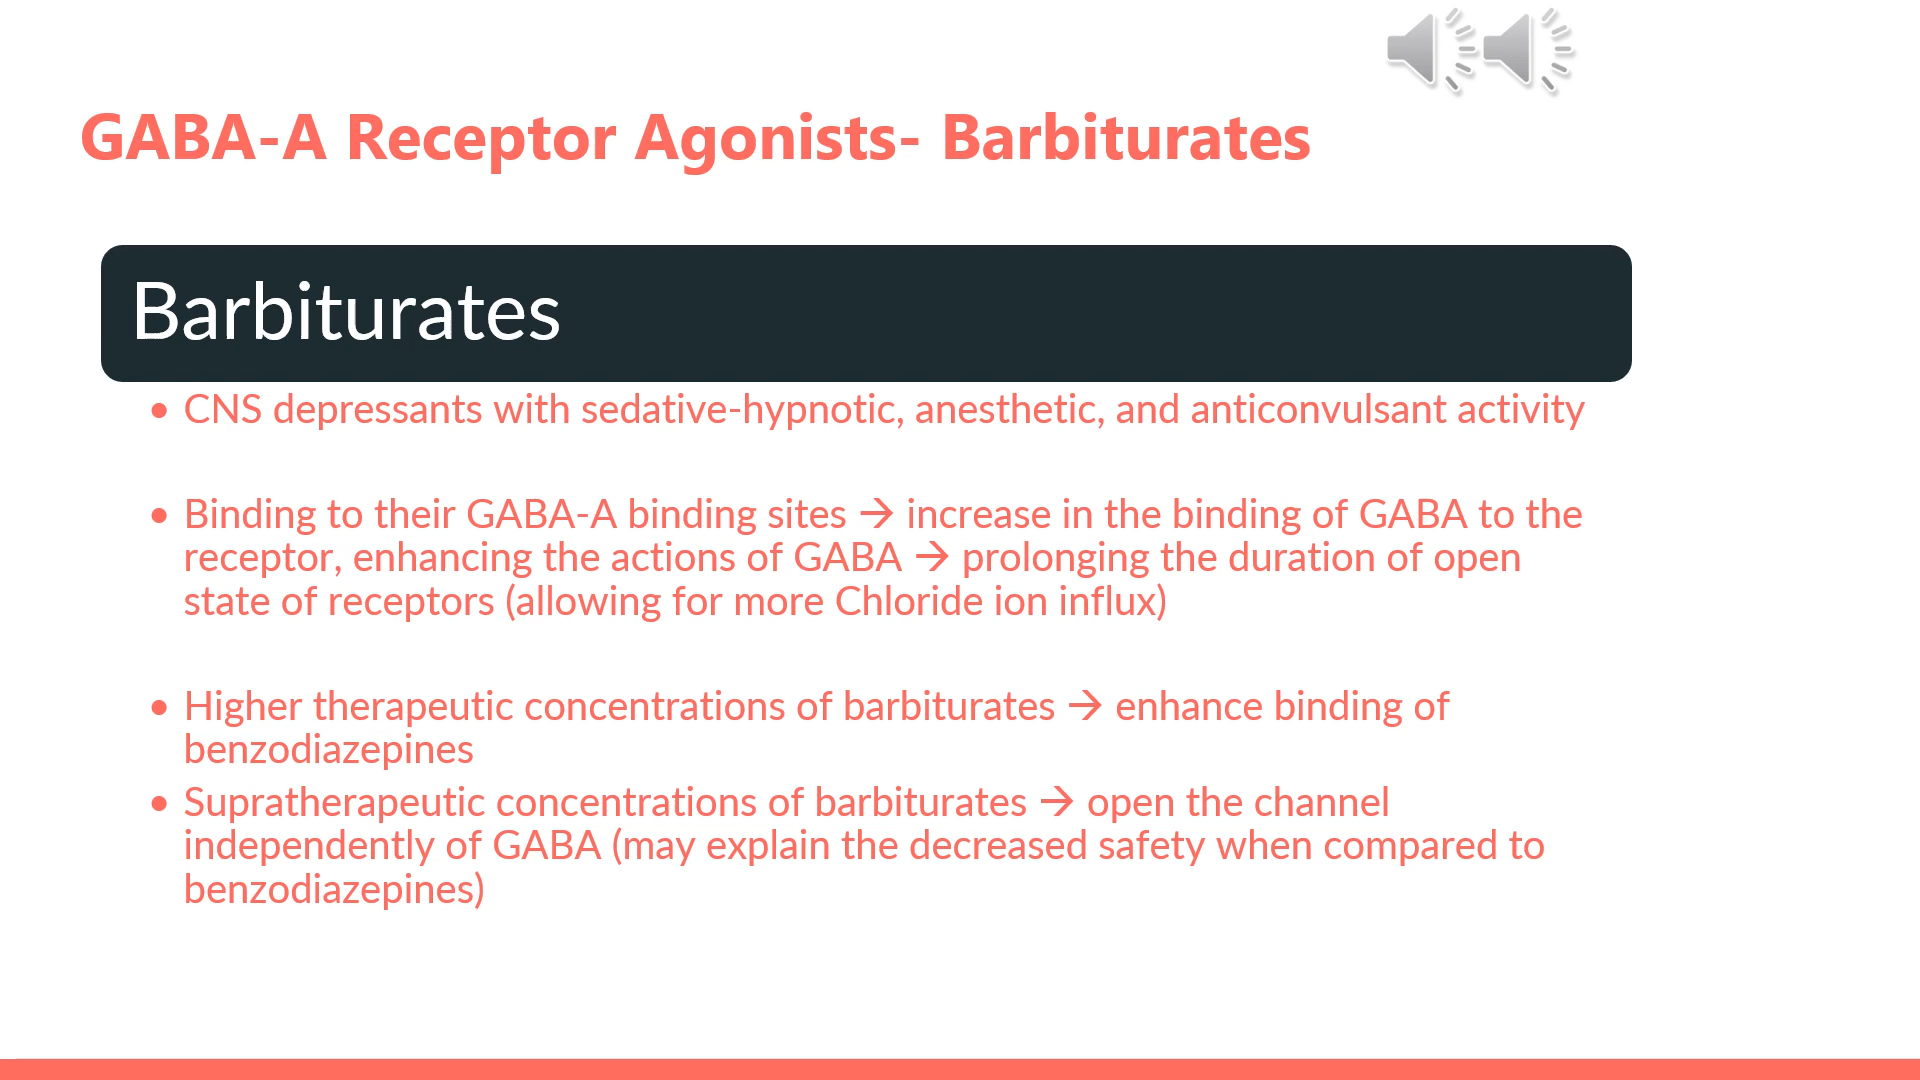 GABA-A Receptor Agonists- Barbiturates
Barbiturates
• CNS depressants with sedative-hypnotic, anesthetic, and anticonvulsant activity
• Binding to their GABA-A binding sites → increase in the binding of GABA to the
receptor, enhancing the actions of GABA → prolonging the duration of open
state of receptors (allowing for more Chloride ion influx)
• Higher therapeutic concentrations of barbiturates → enhance binding of
benzodiazepines
• Supratherapeutic concentrations of barbiturates → open the channel
independently of GABA (may explain the decreased safety when compared to
benzodiazepines)